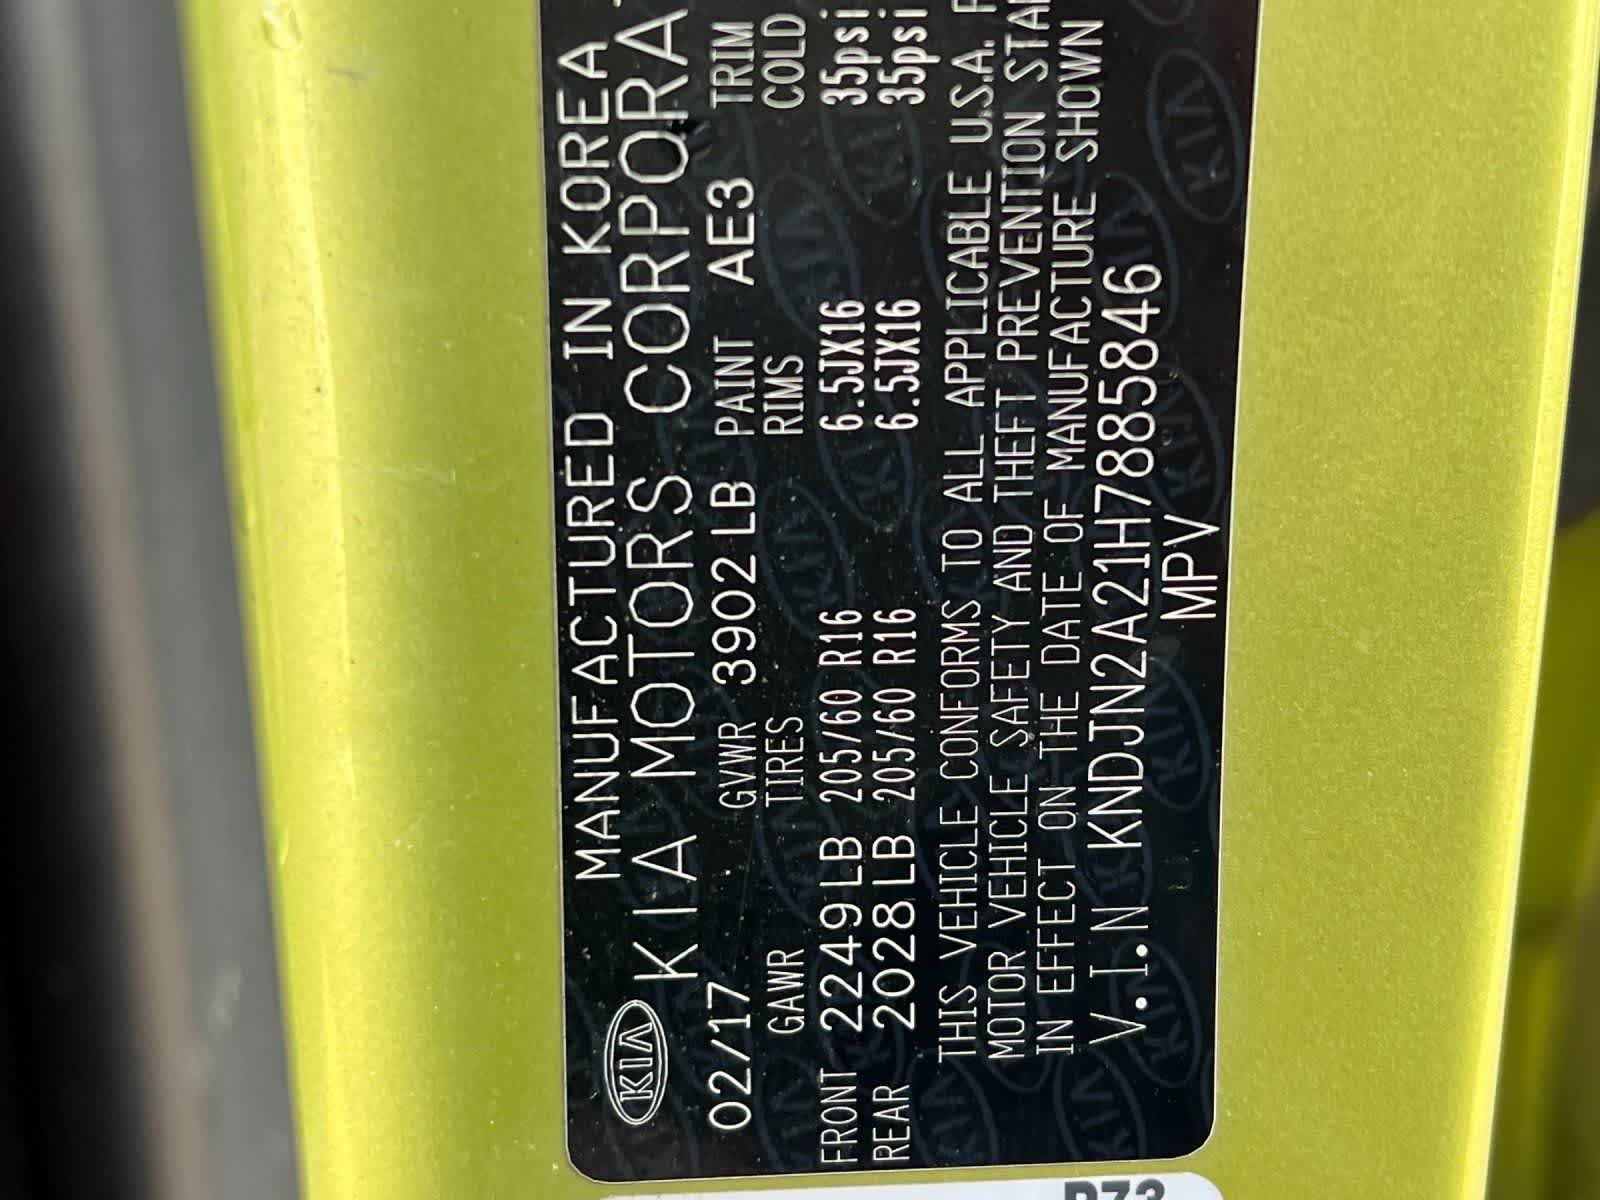 MANUFACTURED IN KOREA
KIA KIA MOTORS CORPORAT
02/17 GVWR 3902 LB PAINT AE3 TRIM
GAWR TIRES RIMS COLD
FRONT 2249 LB 205/60 R16 6.5JX16 35psi
REAR 2028 LB 205/60 R16 6.5JX16 35psi
THIS VEHICLE CONFORMS TO ALL APPLICABLE U.S.A. F
MOTOR VEHICLE SAFETY AND THEFT PREVENTION STA
IN EFFECT ON THE DATE OF MANUFACTURE SHOWN
V.I.N KNDJN2A21H7885846
MPV